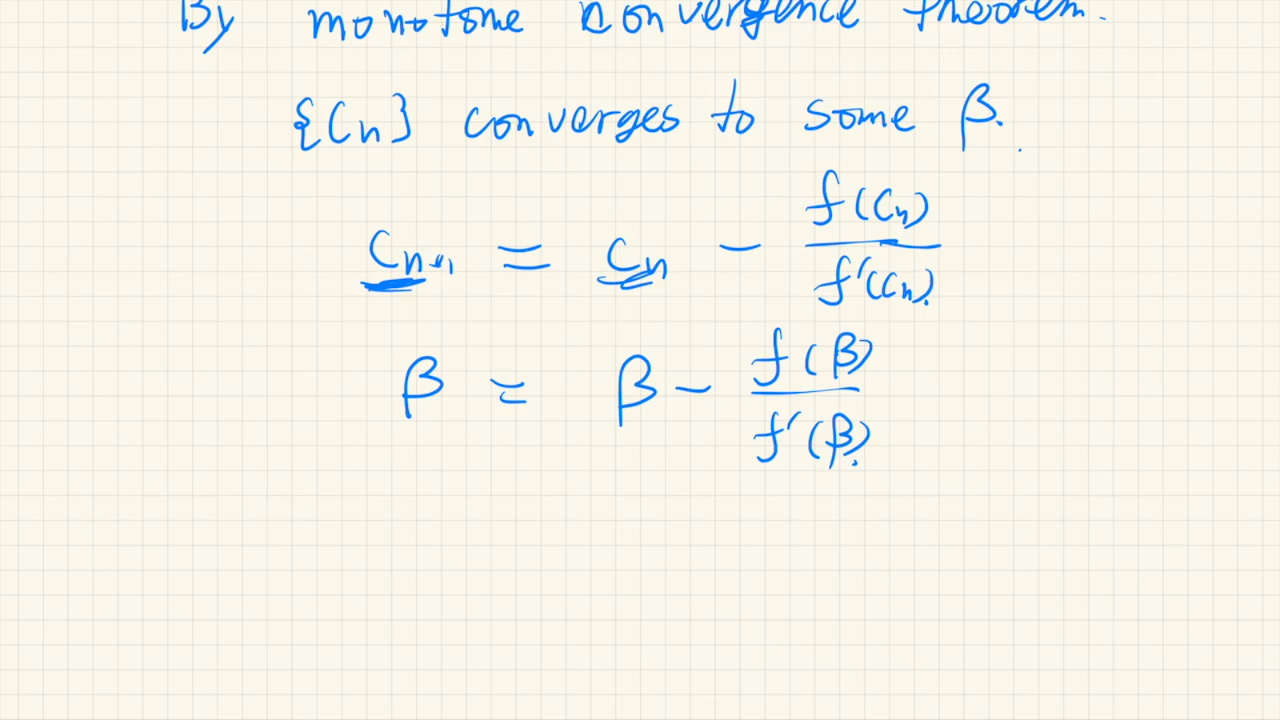 By monotone convergence theorem.
{Cn} converges to some β.
Cn+1 = Cn - f(Cn) / f'(Cn)
β = β - f(β) / f'(β)